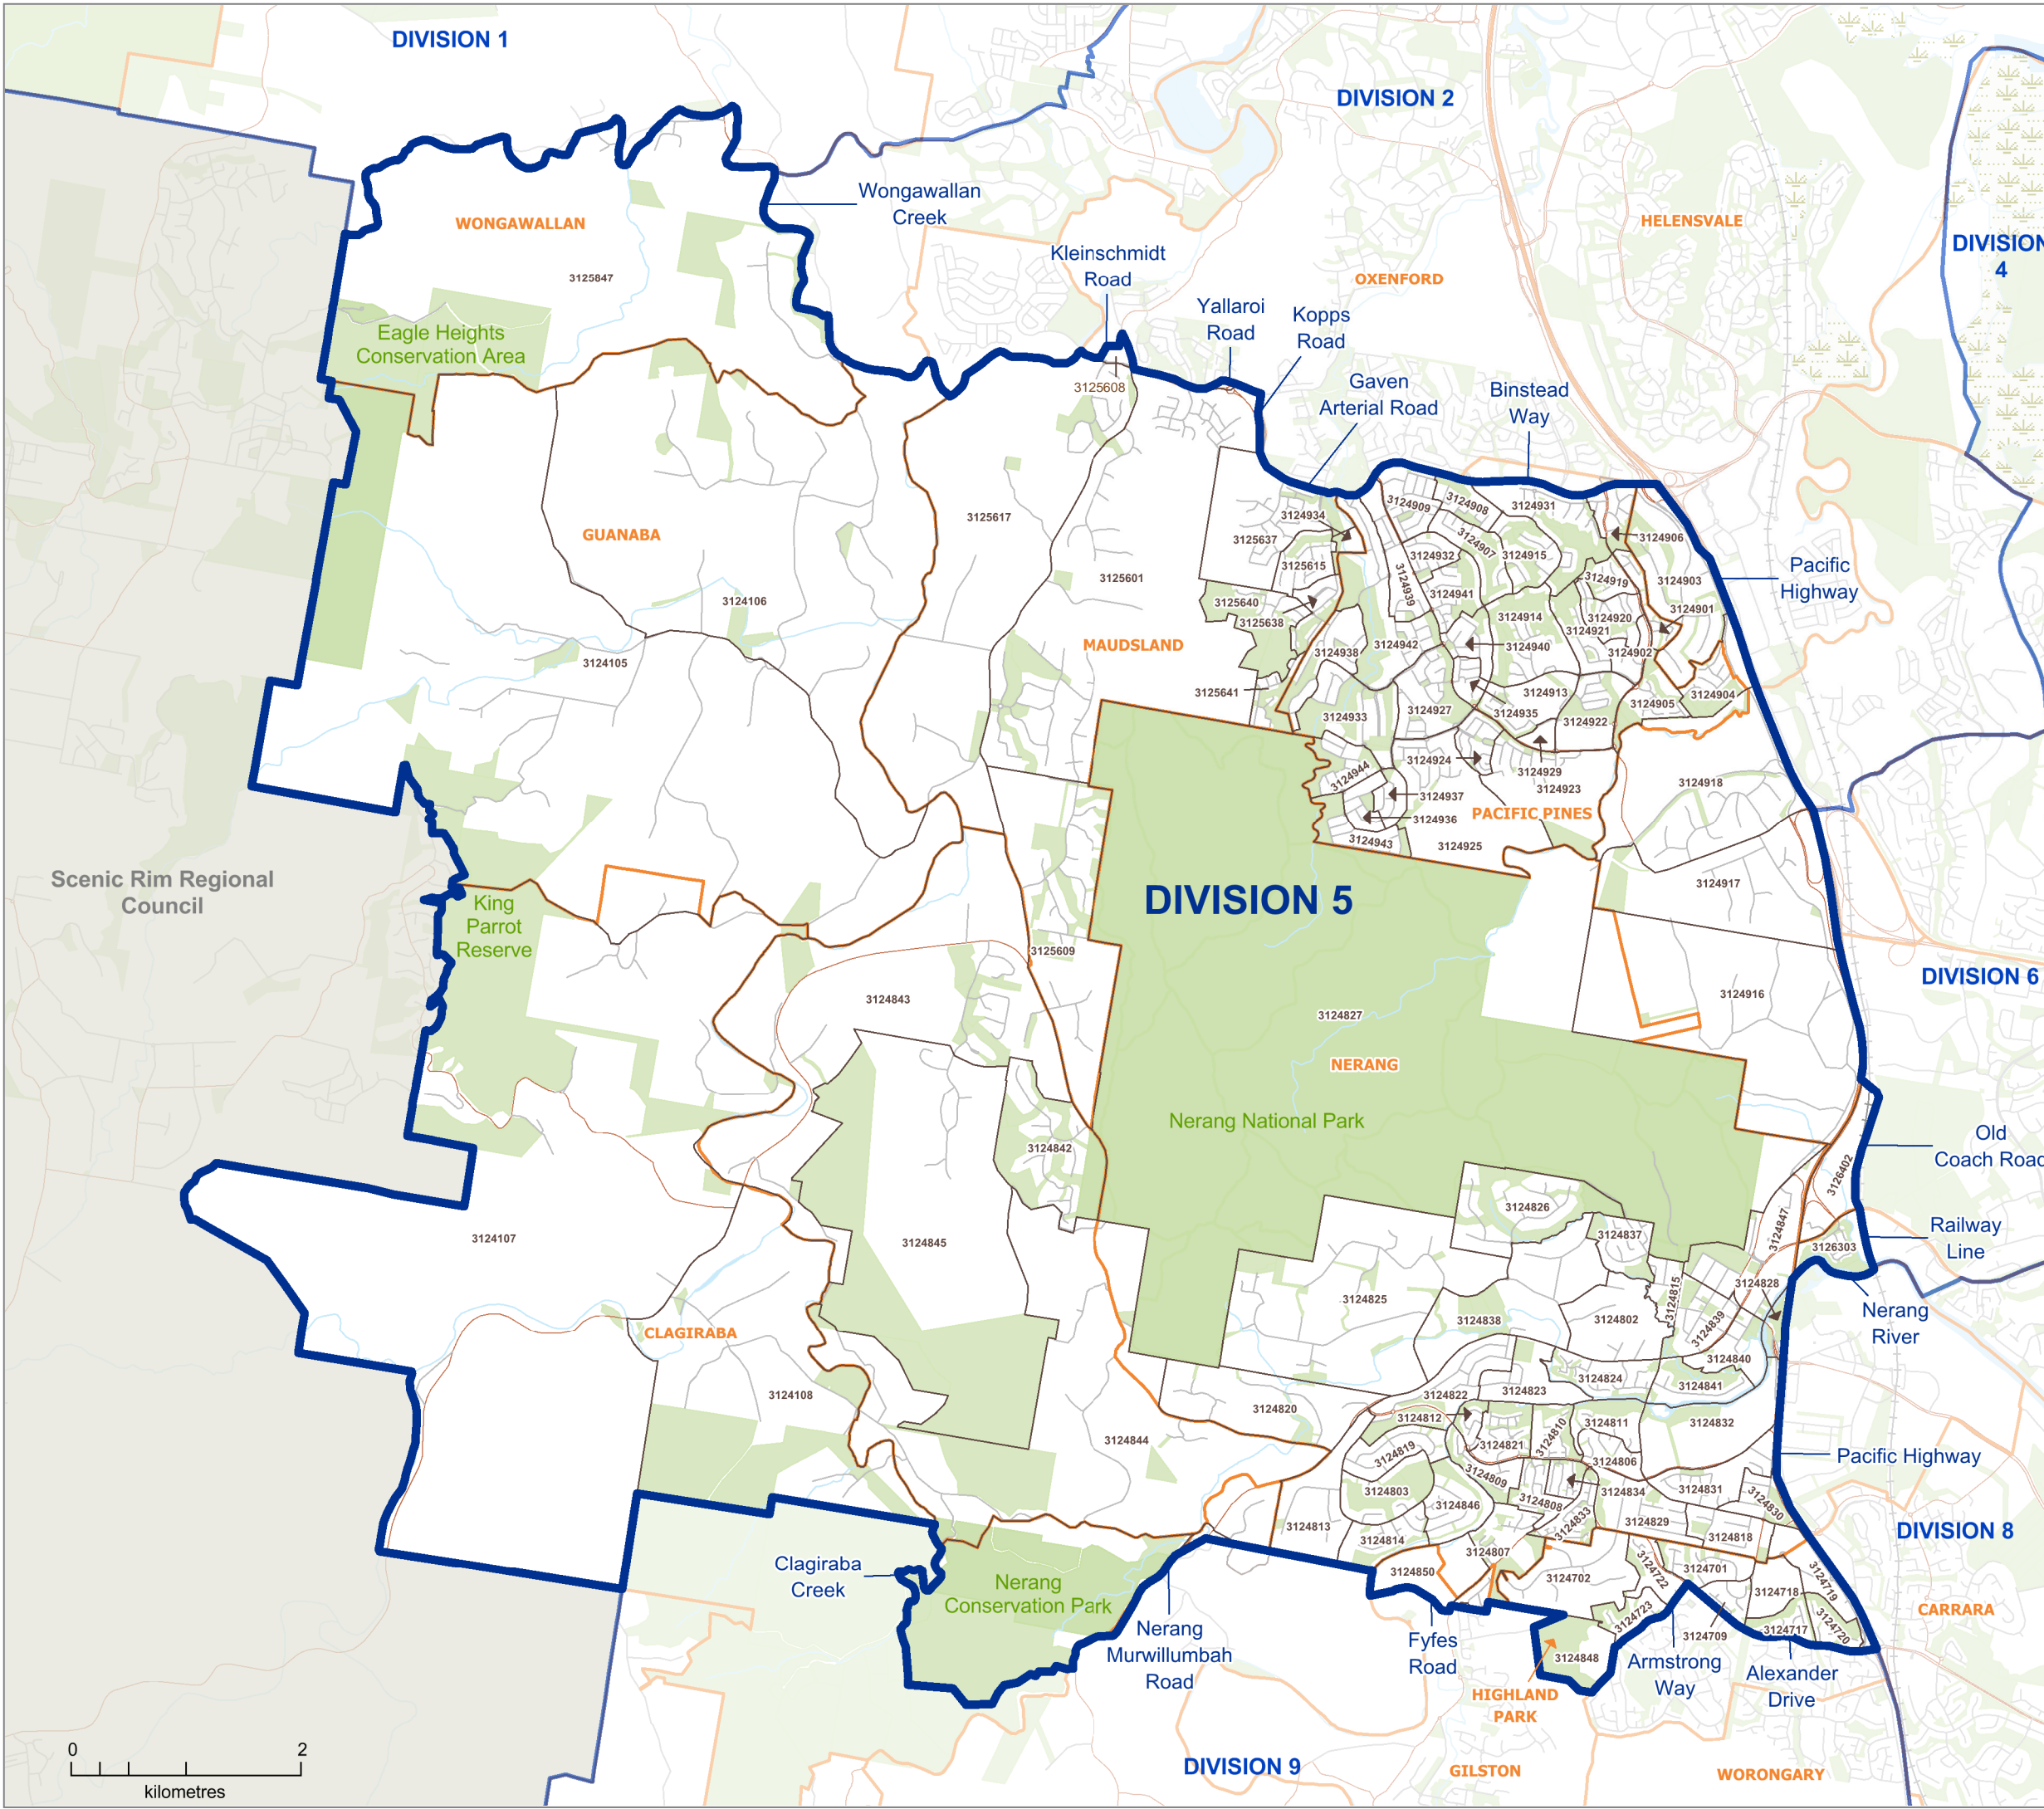 DIVISION 1
DIVISION 2
Wongawallan
Creek
WONGAWALLAN
HELENSVALE
DIVISION
4
Kleinschmidt
Road
3125847
OXENFORD
Yallaroi
Road
Kopps
Road
Eagle Heights
Conservation Area
3125608
Gaven
Arterial Road
Binstead
Way
3124909
3124908
3124931
3125617
3124934
GUANABA
3125637
3124907
3124906
3124932
3124915
3125615
3125601
3124939
3124919
3124903
Pacific
Highway
3124106
3125640
3124941
3124901
3125638
3124914
3124920
3124921
MAUDSLAND
3124942
3124940
3124938
3124902
3124105
3125641
3124913
3124904
3124905
3124927
3124935
3124933
3124922
3124924
3124929
3124944
3124918
3124923
3124937
PACIFIC PINES
3124936
3124943
3124925
Scenic Rim Regional
Council
3124917
DIVISION 5
King
Parrot
Reserve
3125609
DIVISION 6
3124843
3124916
3124827
NERANG
Nerang National Park
Old
Coach Road
3124842
3126402
3124826
3124847
3124837
Railway
Line
3124107
3124845
3126303
3124828
3124815
3124825
Nerang
River
3124838
3124802
3124839
CLAGIRABA
3124840
3124824
3124841
3124108
3124822
3124823
3124820
3124812
3124811
3124832
3124810
3124844
3124821
3124819
3124806
Pacific Highway
3124809
3124803
3124831
3124834
3124808
3124846
3124830
3124833
3124829
3124813
3124818
DIVISION 8
3124814
3124807
Clagiraba
Creek
3124850
3124702
3124722
3124701
3124719
3124718
Nerang
Conservation Park
3124723
3124720
CARRARA
Nerang
Murwillumbah
Road
Fyfes
Road
3124709
3124717
3124848
Armstrong
Way
Alexander
Drive
HIGHLAND
PARK
0 2
kilometres
DIVISION 9
GILSTON
WORONGARY